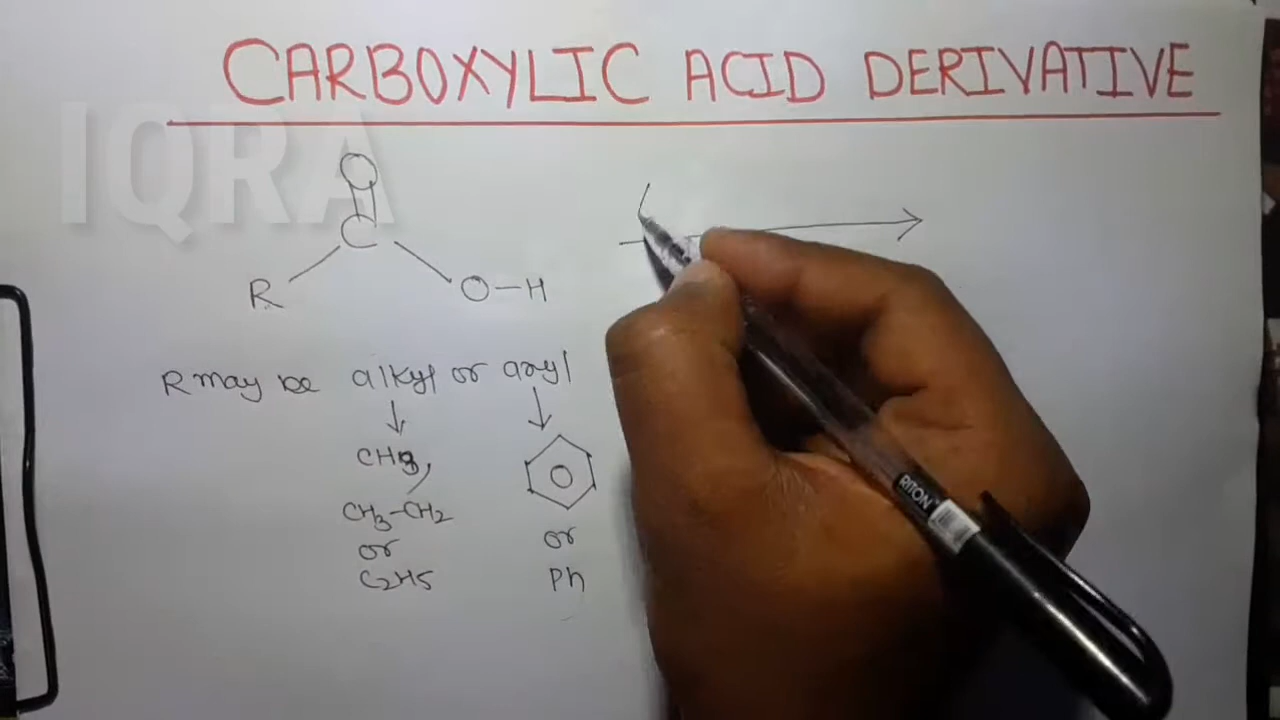 CARBOXYLIC ACID DERIVATIVE
IQRA
O
C
R
O-H
R may be alkyl or aryl
CH3,
CH3-CH2
or
C2H5
or
Ph
RITON